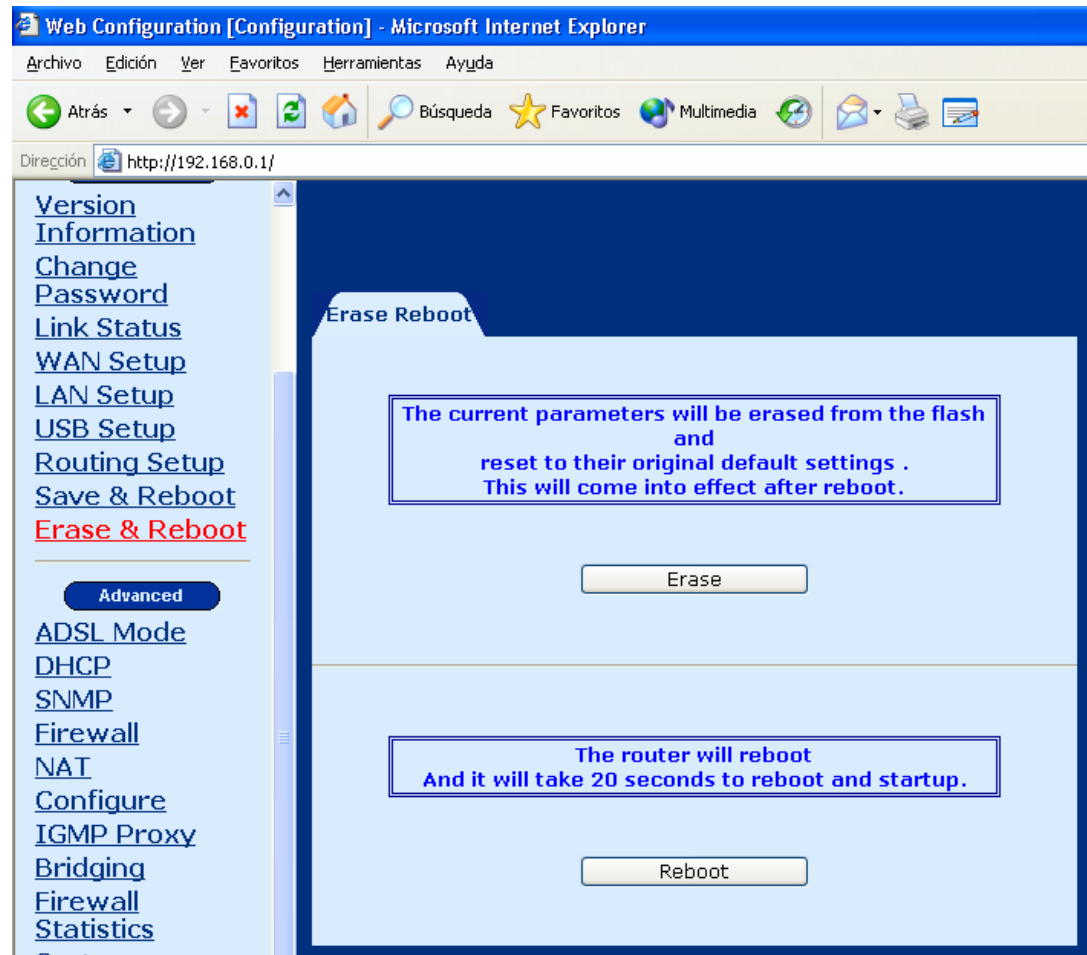 Web Configuration [Configuration] - Microsoft Internet Explorer
Archivo Edición Ver Favoritos Herramientas Ayuda
Atrás Búsqueda Favoritos Multimedia
Dirección http://192.168.0.1/
Version
Information
Change
Password
Link Status
WAN Setup
LAN Setup
USB Setup
Routing Setup
Save & Reboot
Erase & Reboot
Advanced
ADSL Mode
DHCP
SNMP
Firewall
NAT
Configure
IGMP Proxy
Bridging
Firewall
Statistics
Erase Reboot
The current parameters will be erased from the flash
and
reset to their original default settings .
This will come into effect after reboot.
Erase
The router will reboot
And it will take 20 seconds to reboot and startup.
Reboot